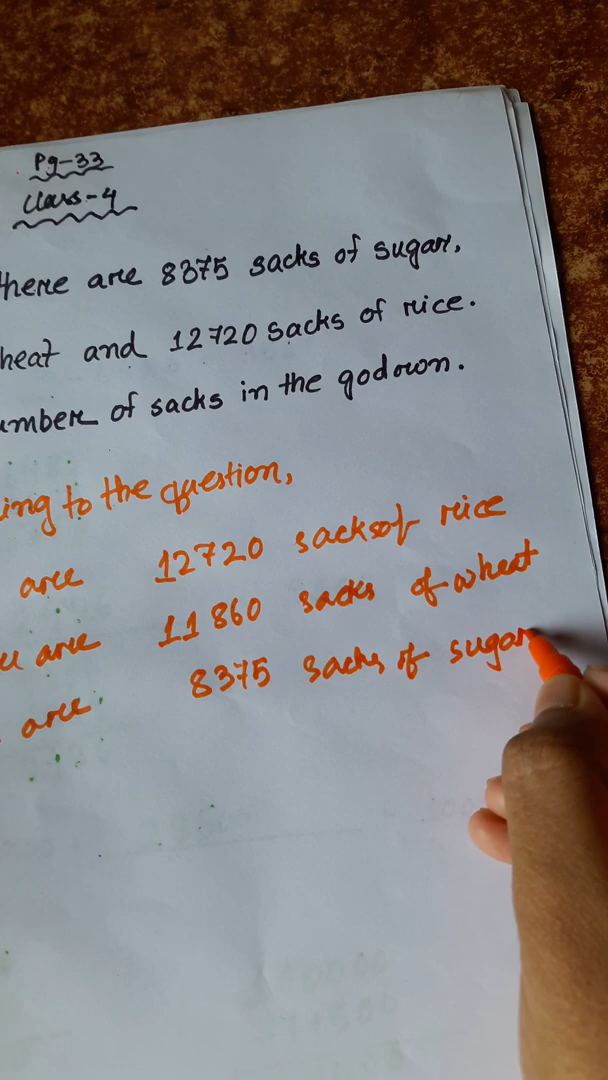 Pg-33
Class-4
there are 8375 sacks of sugar,
heat and 12720 sacks of rice.
umber of sacks in the godown.
ing to the question,
are 12720 sacks of rice
are 11860 sacks of wheat
are 8375 sacks of sugar